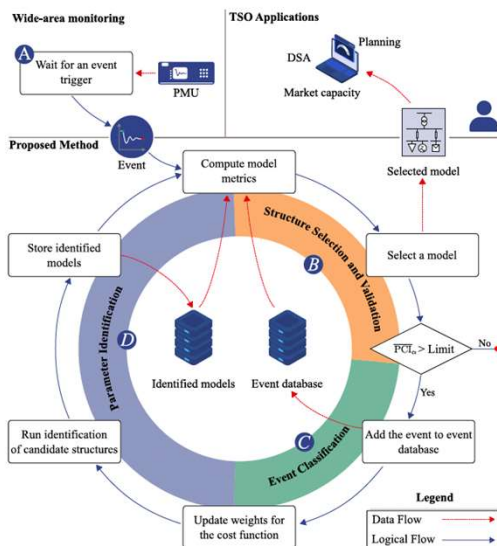 Wide-area monitoring
TSO Applications
A
Wait for an event
trigger
PMU
Planning
DSA
Market capacity
Proposed Method
Event
Compute model
metrics
Selected model
Structure Selection and Validation
B
Store identified
models
Select a model
Parameter Identification
D
Identified models
Event database
PCIα > Limit
No
Yes
Run identification
of candidate structures
C
Event Classification
Add the event to event
database
Update weights for
the cost function
Legend
Data Flow
Logical Flow